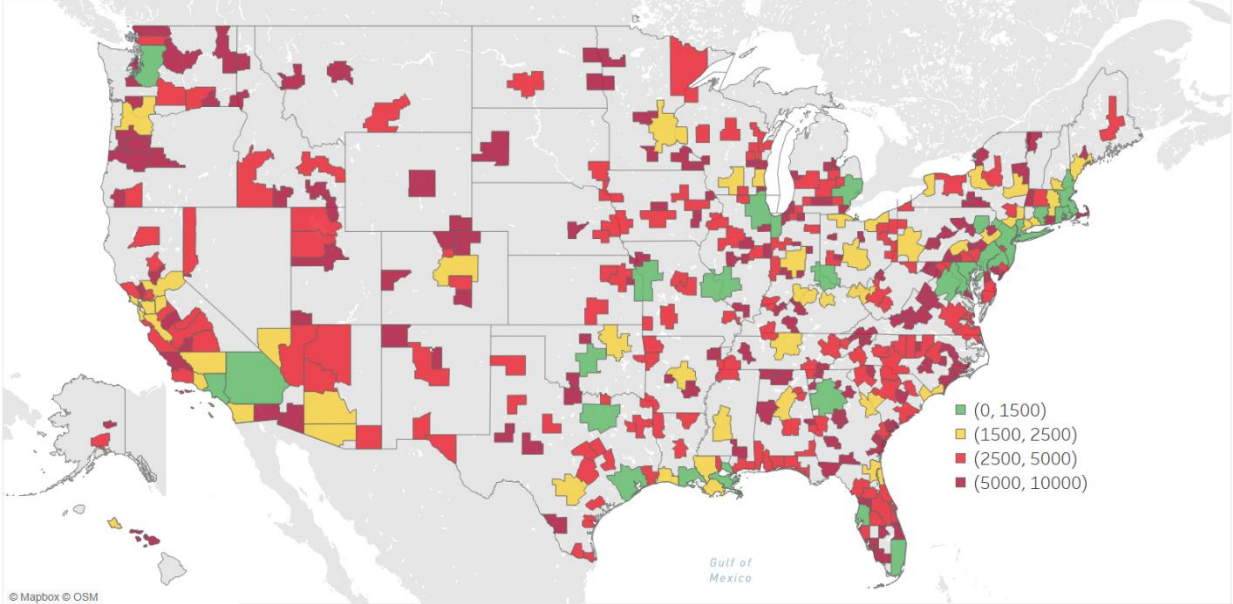 (0, 1500)
(1500, 2500)
(2500, 5000)
(5000, 10000)
Gulf of
Mexico
© Mapbox © OSM